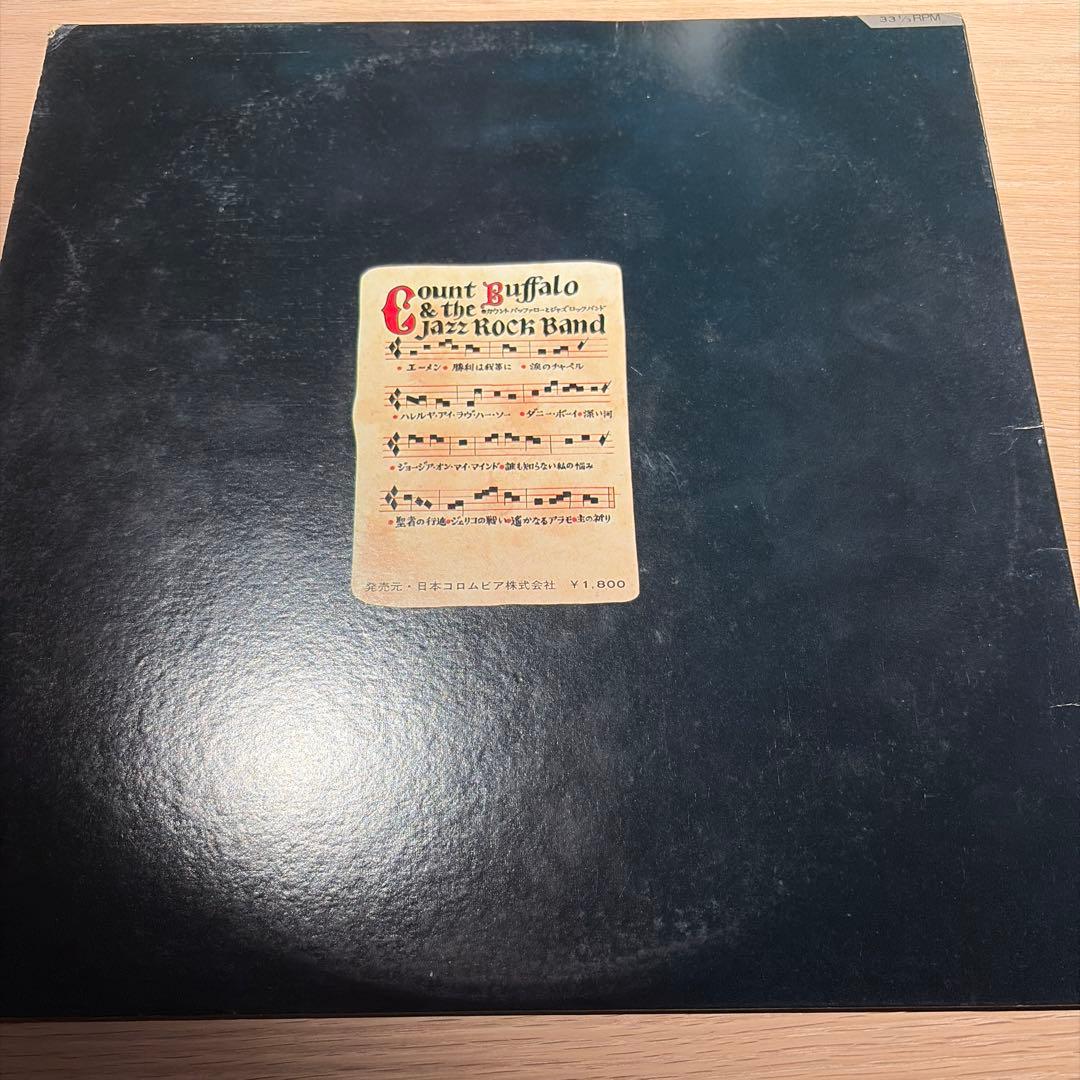 33⅓RPM
Count Buffalo
& the ●カウントバッファローとジャズロックバンド
Jazz Rock Band
●エーメン●勝利は我等に ●涙のチャペル
●ハレルヤ・アイ・ラヴ・ハー・ソー ●ダニー・ボーイ●深い河
●ジョージア・オン・マイ・マインド●誰も知らない私の悩み
●聖者の行進●ジェリコの戦い●遙かなるアラモ●主の祈り
発売元・日本コロムビア株式会社 ￥1,800